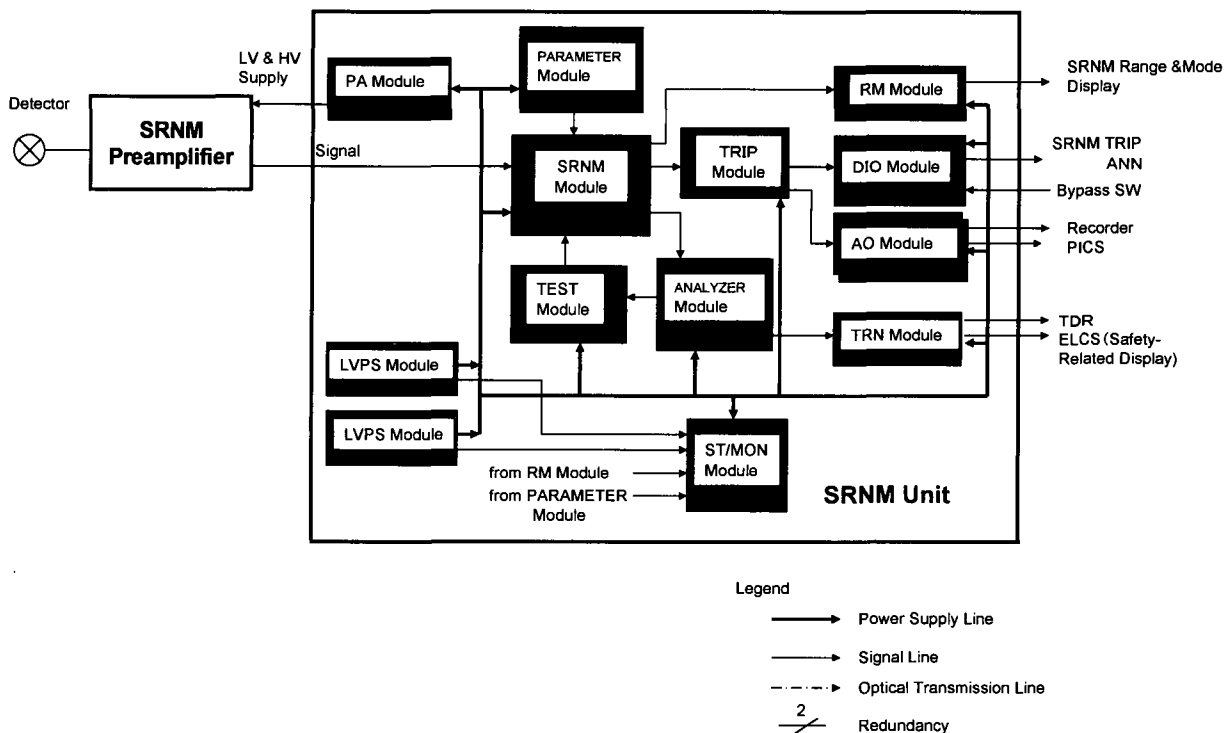 LV & HV
Supply
Detector
SRNM
Preamplifier
Signal
PA Module
PARAMETER
Module
SRNM
Module
TRIP
Module
RM Module
DIO Module
AO Module
TEST
Module
ANALYZER
Module
TRN Module
LVPS Module
LVPS Module
ST/MON
Module
from RM Module
from PARAMETER
Module
SRNM Unit
SRNM Range &Mode
Display
SRNM TRIP
ANN
Bypass SW
Recorder
PICS
TDR
ELCS (Safety-
Related Display)
Legend
Power Supply Line
Signal Line
Optical Transmission Line
2
Redundancy